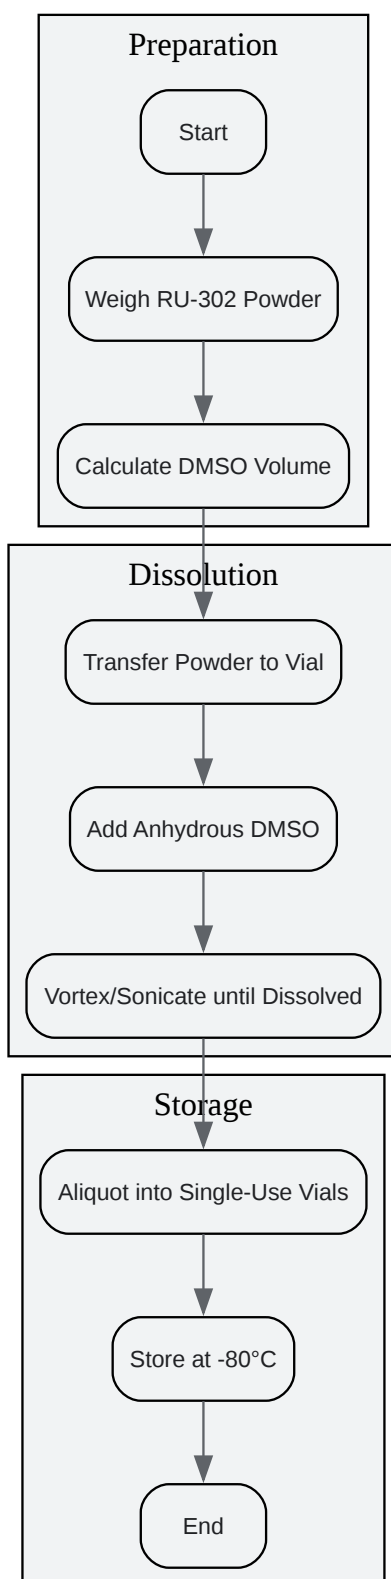 Preparation
Start
Weigh RU-302 Powder
Calculate DMSO Volume
Dissolution
Transfer Powder to Vial
Add Anhydrous DMSO
Vortex/Sonicate until Dissolved
Storage
Aliquot into Single-Use Vials
Store at -80°C
End